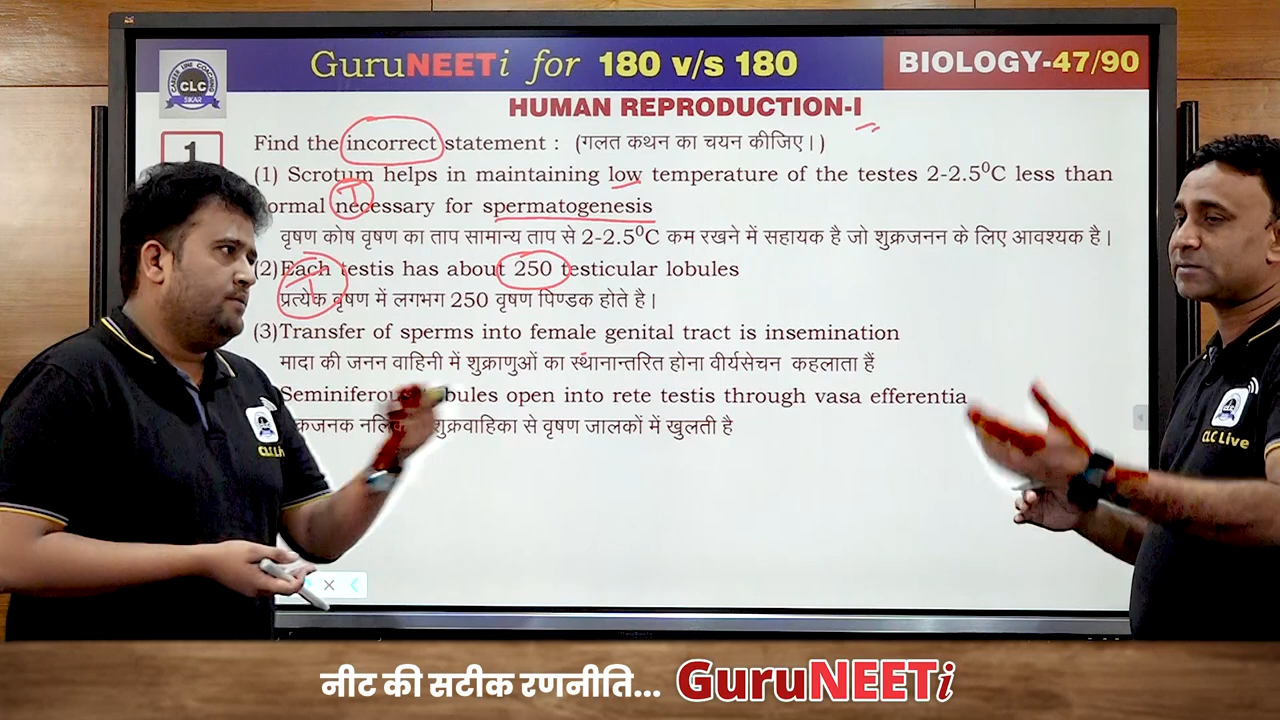 GuruNEETi for 180 v/s 180
BIOLOGY-47/90
CAREER LINE COACHING
CLC
SIKAR
HUMAN REPRODUCTION-I
1
Find the incorrect statement : (गलत कथन का चयन कीजिए।)
(1) Scrotum helps in maintaining low temperature of the testes 2-2.5⁰C less than
necessary for spermatogenesis
वृषण कोष वृषण का ताप सामान्य ताप से 2-2.5⁰C कम रखने में सहायक है जो शुक्रजनन के लिए आवश्यक है।
(2) Each testis has about 250 testicular lobules
प्रत्येक वृषण में लगभग 250 वृषण पिण्डक होते है।
(3) Transfer of sperms into female genital tract is insemination
मादा की जनन वाहिनी में शुक्राणुओं का स्थानान्तरित होना वीर्यसेचन कहलाता हैं
open into rete testis through vasa efferentia
शुक्रवाहिका से वृषण जालकों में खुलती है
CLC Live
CLC Live
नीट की सटीक रणनीति... GuruNEETi